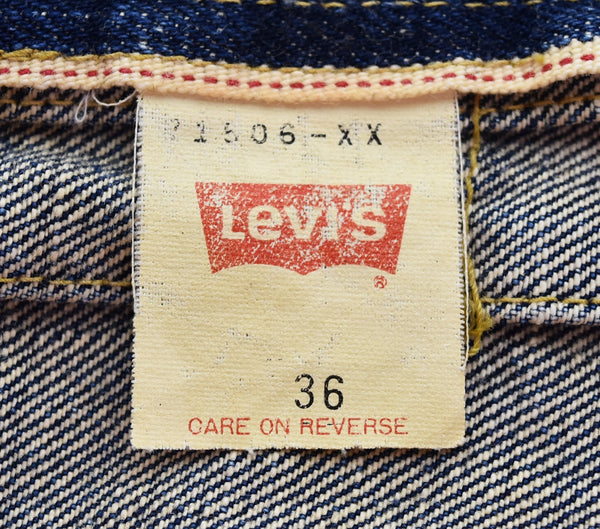 71506-XX
Levi's
®
36
CARE ON REVERSE